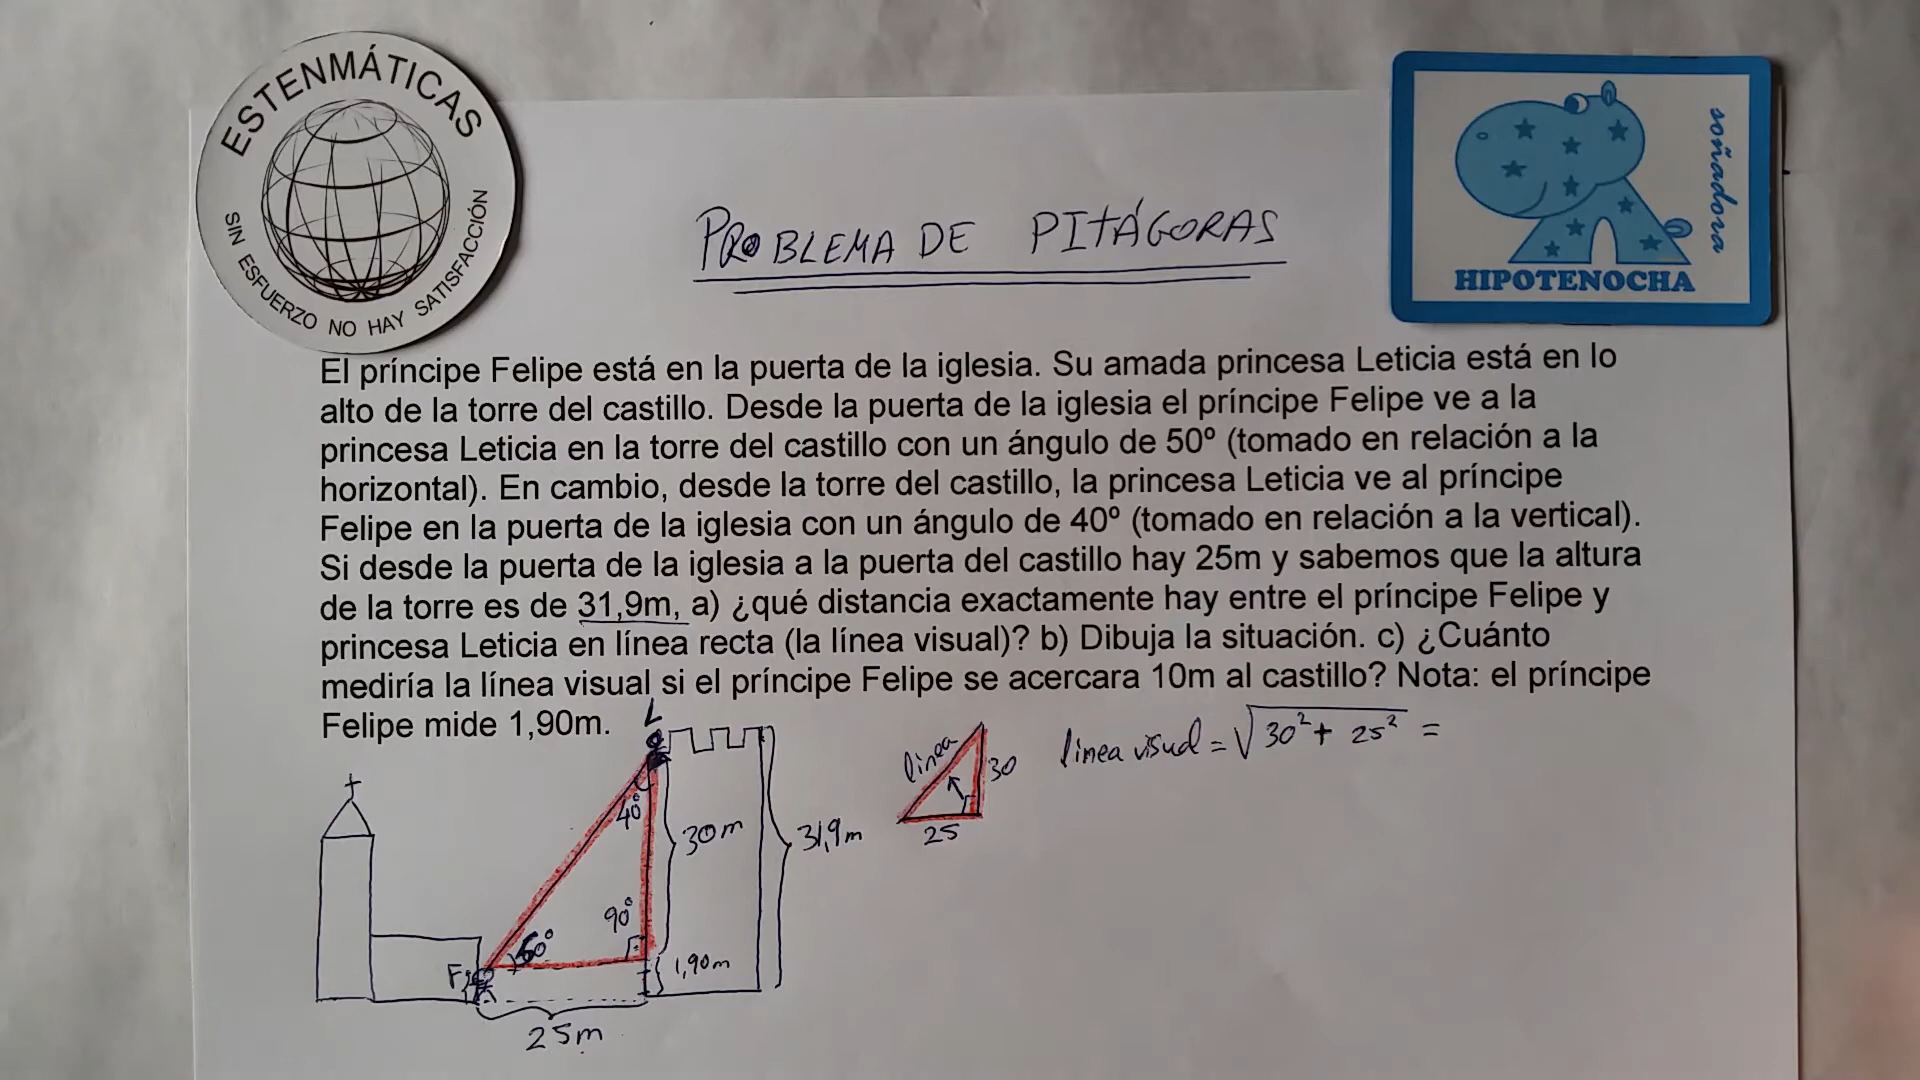 ESTENMÁTICAS
SIN ESFUERZO NO HAY SATISFACCIÓN
soñadora
HIPOTENOCHA
PROBLEMA DE PITÁGORAS
El príncipe Felipe está en la puerta de la iglesia. Su amada princesa Leticia está en lo
alto de la torre del castillo. Desde la puerta de la iglesia el príncipe Felipe ve a la
princesa Leticia en la torre del castillo con un ángulo de 50º (tomado en relación a la
horizontal). En cambio, desde la torre del castillo, la princesa Leticia ve al príncipe
Felipe en la puerta de la iglesia con un ángulo de 40º (tomado en relación a la vertical).
Si desde la puerta de la iglesia a la puerta del castillo hay 25m y sabemos que la altura
de la torre es de 31,9m, a) ¿qué distancia exactamente hay entre el príncipe Felipe y
princesa Leticia en línea recta (la línea visual)? b) Dibuja la situación. c) ¿Cuánto
mediría la línea visual si el príncipe Felipe se acercara 10m al castillo? Nota: el príncipe
Felipe mide 1,90m.
L
40°
30m
31,9m
90°
50°
F
1,90m
25m
linea
30
25
linea visual = √30² + 25² =